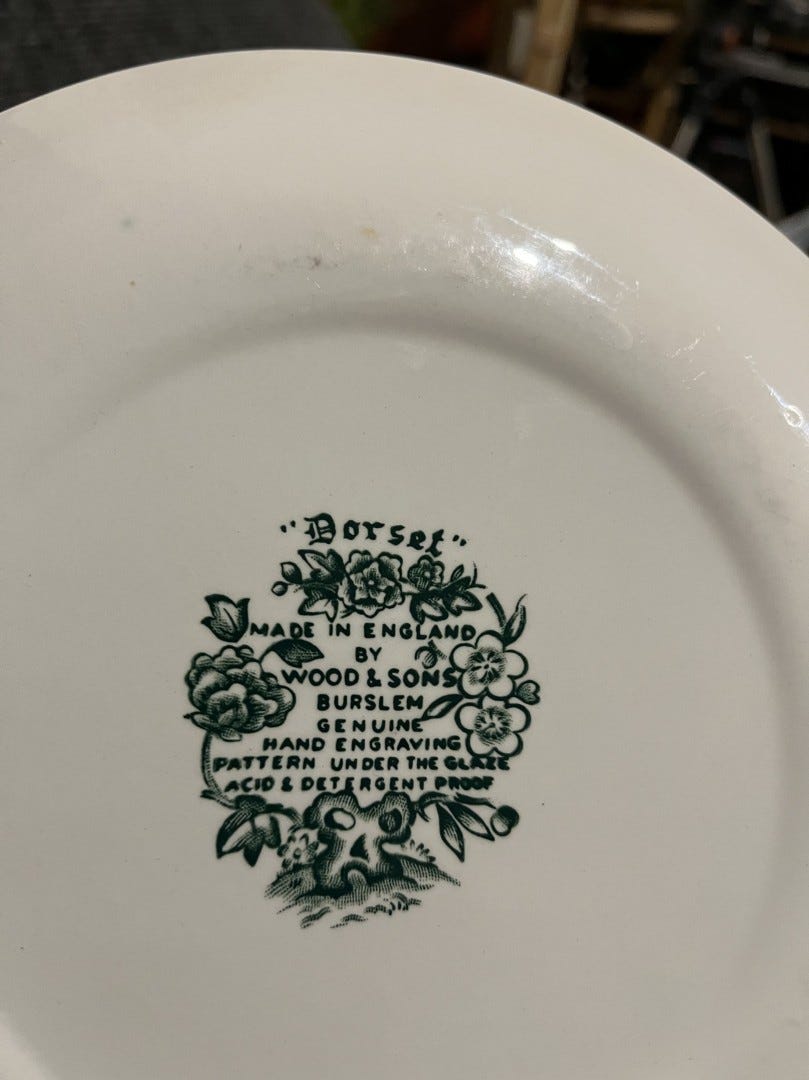 "Dorset"
MADE IN ENGLAND
BY
WOOD & SONS
BURSLEM
GENUINE
HAND ENGRAVING
PATTERN UNDER THE GLAZE
ACID & DETERGENT PROOF